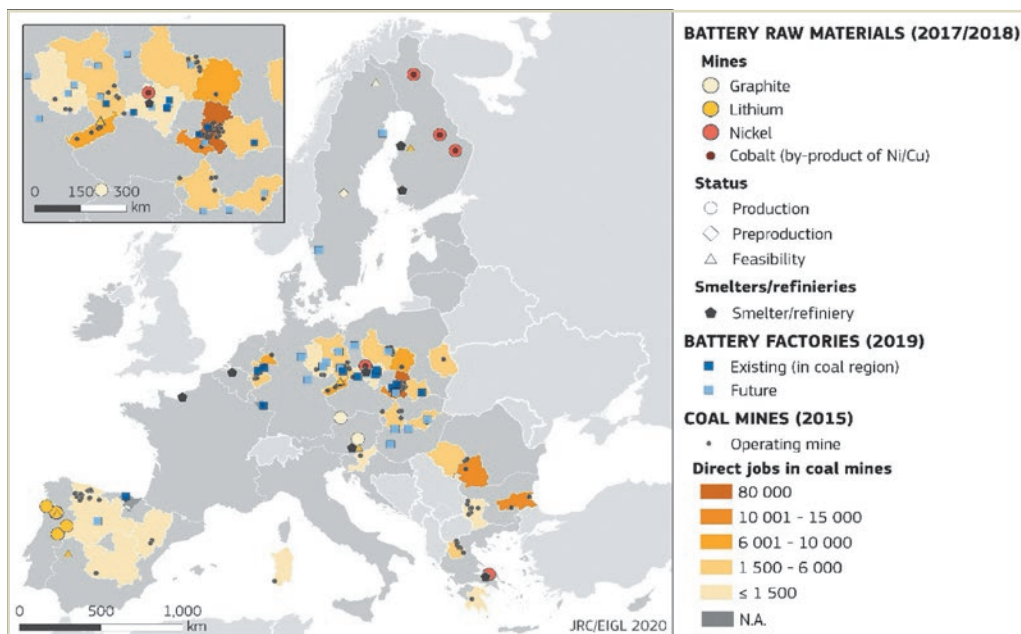 0 150 300
km
0 500 1,000
km
JRC/EIGL 2020
BATTERY RAW MATERIALS (2017/2018)
Mines
Graphite
Lithium
Nickel
Cobalt (by-product of Ni/Cu)
Status
Production
Preproduction
Feasibility
Smelters/refinieries
Smelter/refiniery
BATTERY FACTORIES (2019)
Existing (in coal region)
Future
COAL MINES (2015)
Operating mine
Direct jobs in coal mines
80 000
10 001 - 15 000
6 001 - 10 000
1 500 - 6 000
≤ 1 500
N.A.